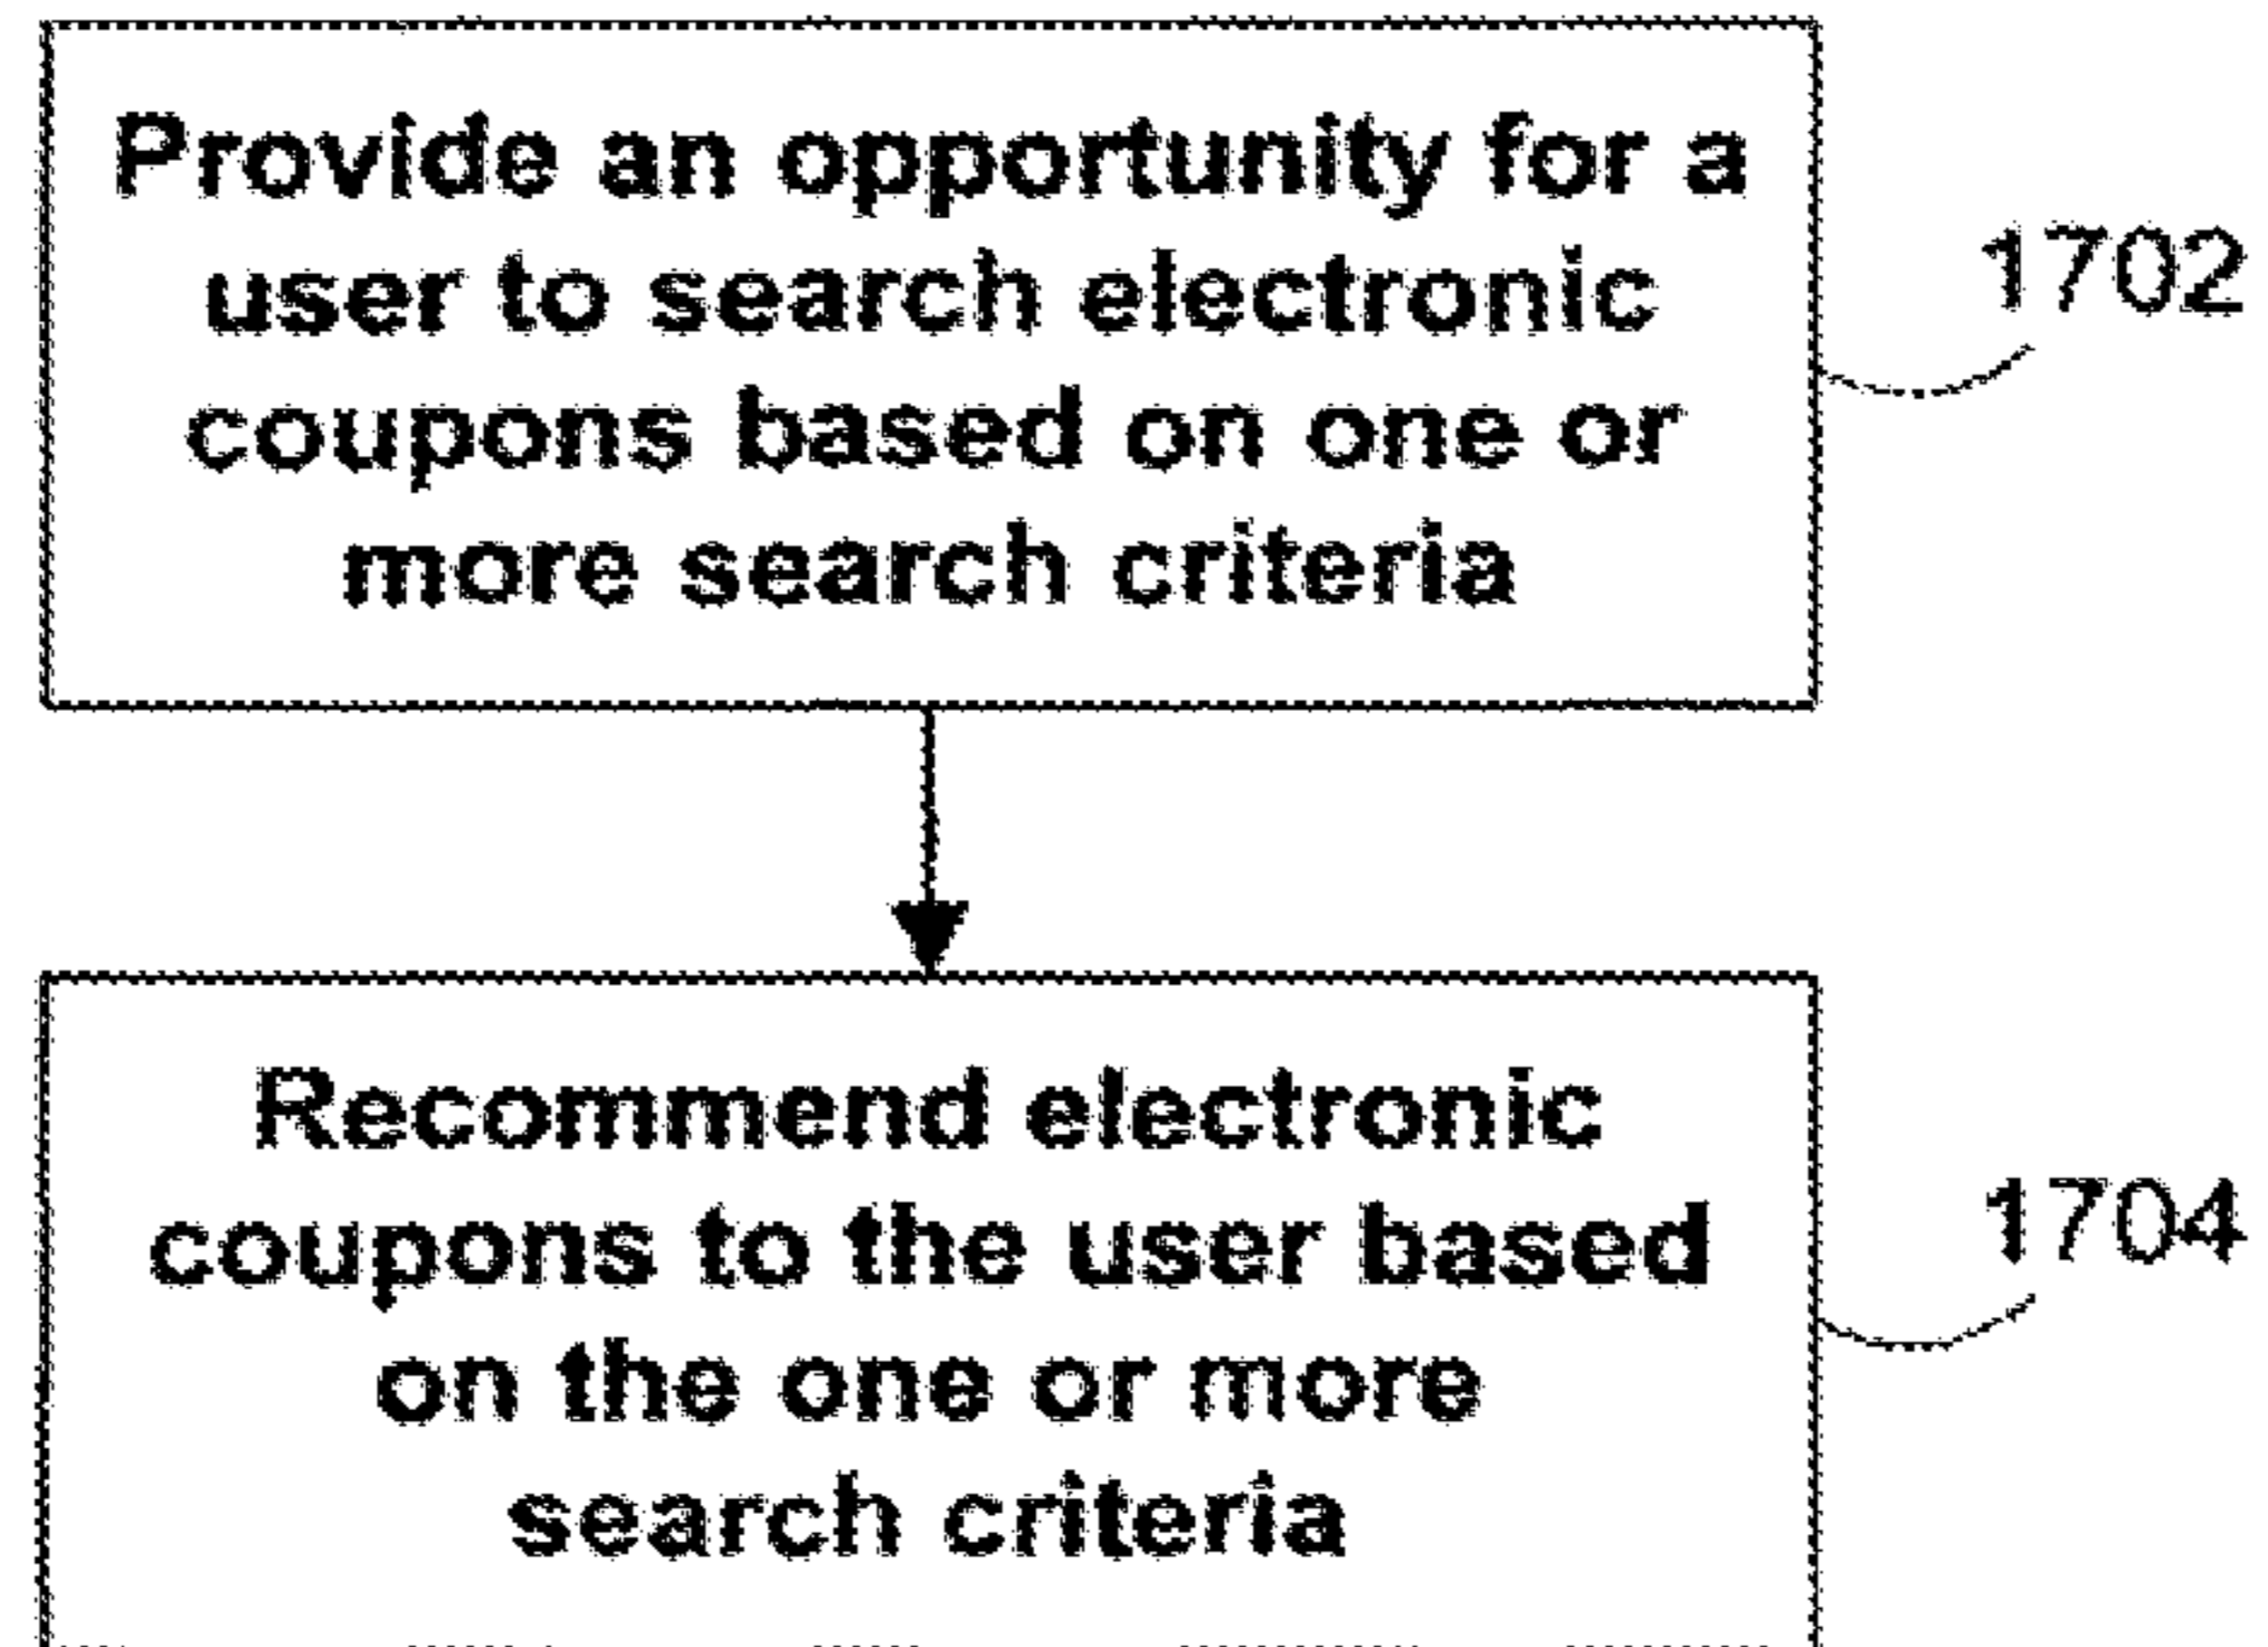 Provide an opportunity for a
user to search electronic
coupons based on one or
more search criteria
1702
Recommend electronic
coupons to the user based
on the one or more
search criteria
1704